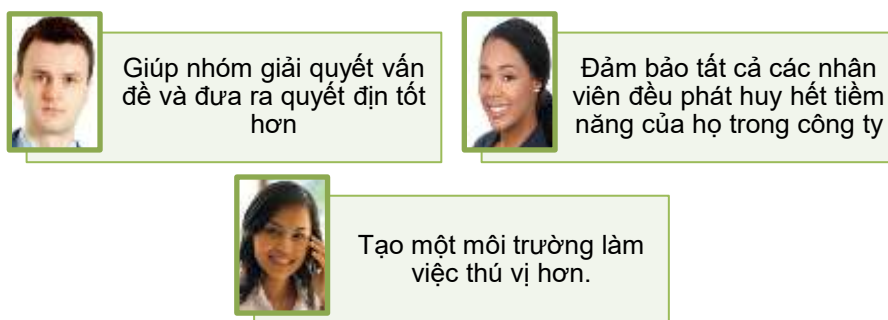 Giúp nhóm giải quyết vấn
đề và đưa ra quyết địn tốt
hơn
Đảm bảo tất cả các nhân
viên đều phát huy hết tiềm
năng của họ trong công ty
Tạo một môi trường làm
việc thú vị hơn.